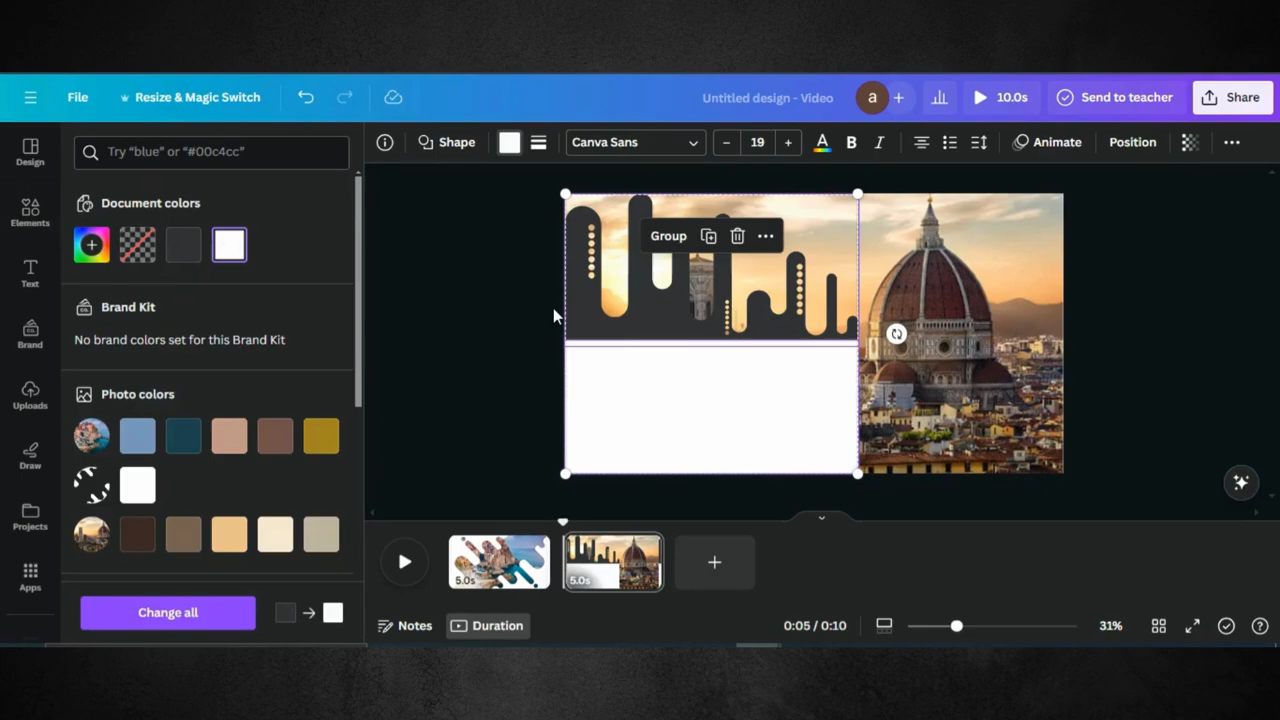 File
Resize & Magic Switch
Untitled design - Video
a
10.0s
Send to teacher
Share
Design
Elements
Text
Brand
Uploads
Draw
Projects
Apps
Try “blue” or “#00c4cc”
Document colors
Brand Kit
No brand colors set for this Brand Kit
Photo colors
Change all
Shape
Canva Sans
19
A
B
I
Animate
Position
Group
5.0s
5.0s
Notes
Duration
0:05 / 0:10
31%